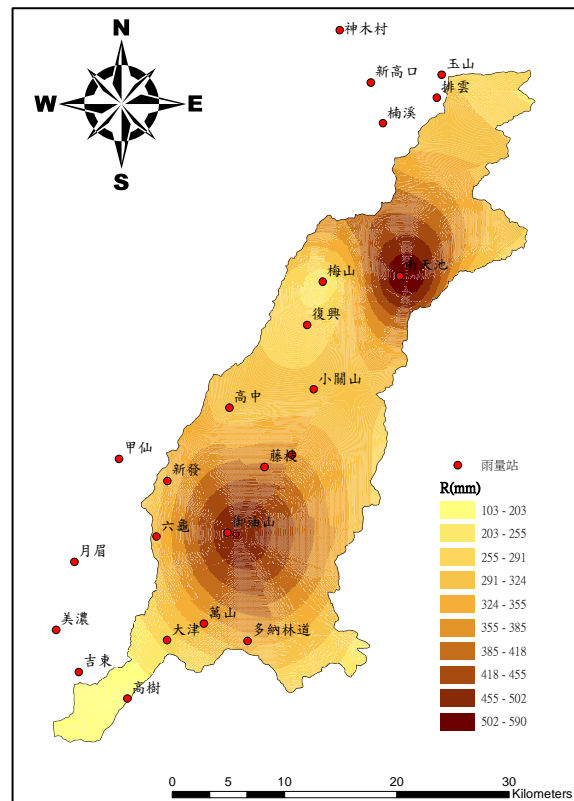 神木村
N
玉山
新高口
排雲
W
E
楠溪
S
南天池
梅山
復興
小關山
高中
甲仙
藤枝
雨量站
新發
R(mm)
103 - 203
203 - 255
御油山
六龜
255 - 291
月眉
291 - 324
324 - 355
355 - 385
美濃
萬山
385 - 418
大津
多納林道
418 - 455
吉東
455 - 502
高樹
502 - 590
0 5 10 20 30
Kilometers